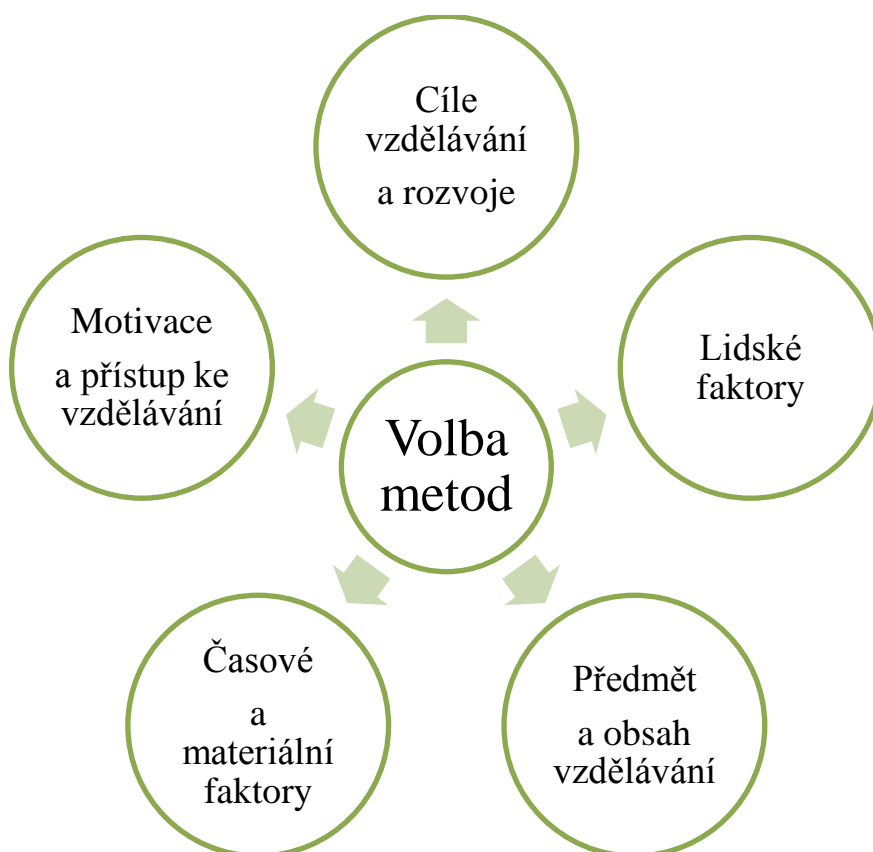 Cíle
vzdělávání
a rozvoje
Motivace
a přístup ke
vzdělávání
Lidské
faktory
Volba
metod
Časové
a
materiální
faktory
Předmět
a obsah
vzdělávání